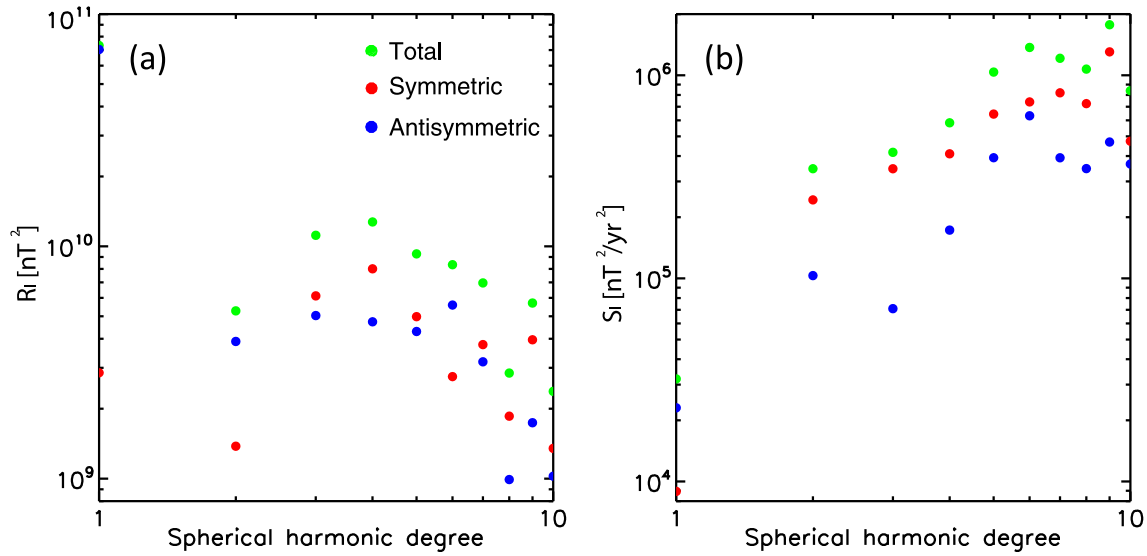 (a)
Total
Symmetric
Antisymmetric
10^11
10^10
10^9
Rl [nT^2]
1
10
Spherical harmonic degree
(b)
10^6
10^5
10^4
Sl [nT^2/yr^2]
1
10
Spherical harmonic degree